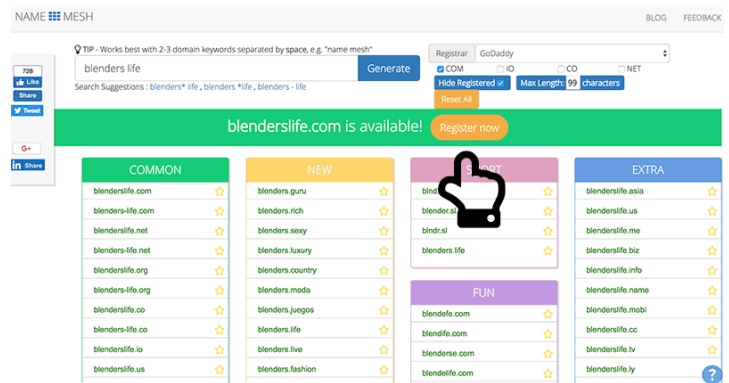 NAME MESH
BLOG FEEDBACK
TIP - Works best with 2-3 domain keywords separated by space, e.g. "name mesh"
blenders life
Generate
Search Suggestions : blenders* life , blenders *life , blenders - life
Registrar GoDaddy
COM IO CO NET
Hide Registered
Max Length: 99 characters
Reset All
728
Like
Share
Tweet
G+
in Share
blenderslife.com is available!
Register now
COMMON
blenderslife.com
blenders-life.com
blenderslife.net
blenders-life.net
blenderslife.org
blenders-life.org
blenderslife.co
blenders-life.co
blenderslife.io
blenderslife.us
NEW
blenders.guru
blenders.rich
blenders.sexy
blenders.luxury
blenders.country
blenders.moda
blenders.juegos
blenders.life
blenders.live
blenders.fashion
blndr.sl
blenders.life
FUN
blendefe.com
blendife.com
blenderse.com
blendelife.com
EXTRA
blenderslife.asia
blenderslife.us
blenderslife.me
blenderslife.biz
blenderslife.info
blenderslife.name
blenderslife.mobi
blenderslife.cc
blenderslife.tv
blenderslife.ly
?